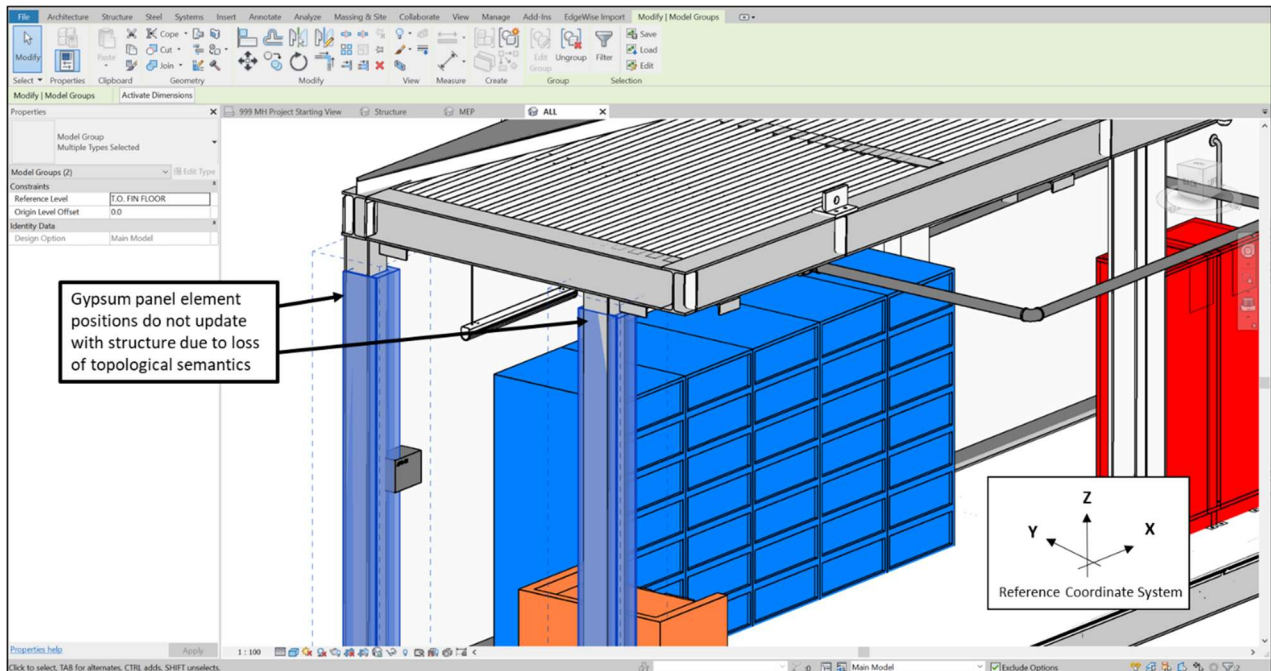 File Architecture Structure Steel Systems Insert Annotate Analyze Massing & Site Collaborate View Manage Add-Ins EdgeWise Import Modify | Model Groups
Modify Paste Cope Cut Join Edit Group Ungroup Filter Save Load Edit
Select Properties Clipboard Geometry Modify View Measure Create Group Selection
Modify | Model Groups Activate Dimensions
Properties 999 MH Project Starting View Structure MEP ALL
Model Group
Multiple Types Selected
Model Groups (2) Edit Type
Constraints
Reference Level T.O. FIN FLOOR
Origin Level Offset 0.0
Identity Data
Design Option Main Model
Gypsum panel element
positions do not update
with structure due to loss
of topological semantics
Z
Y X
Reference Coordinate System
Properties help Apply 1 : 100
Click to select, TAB for alternates, CTRL adds, SHIFT unselects. :0 Main Model Exclude Options